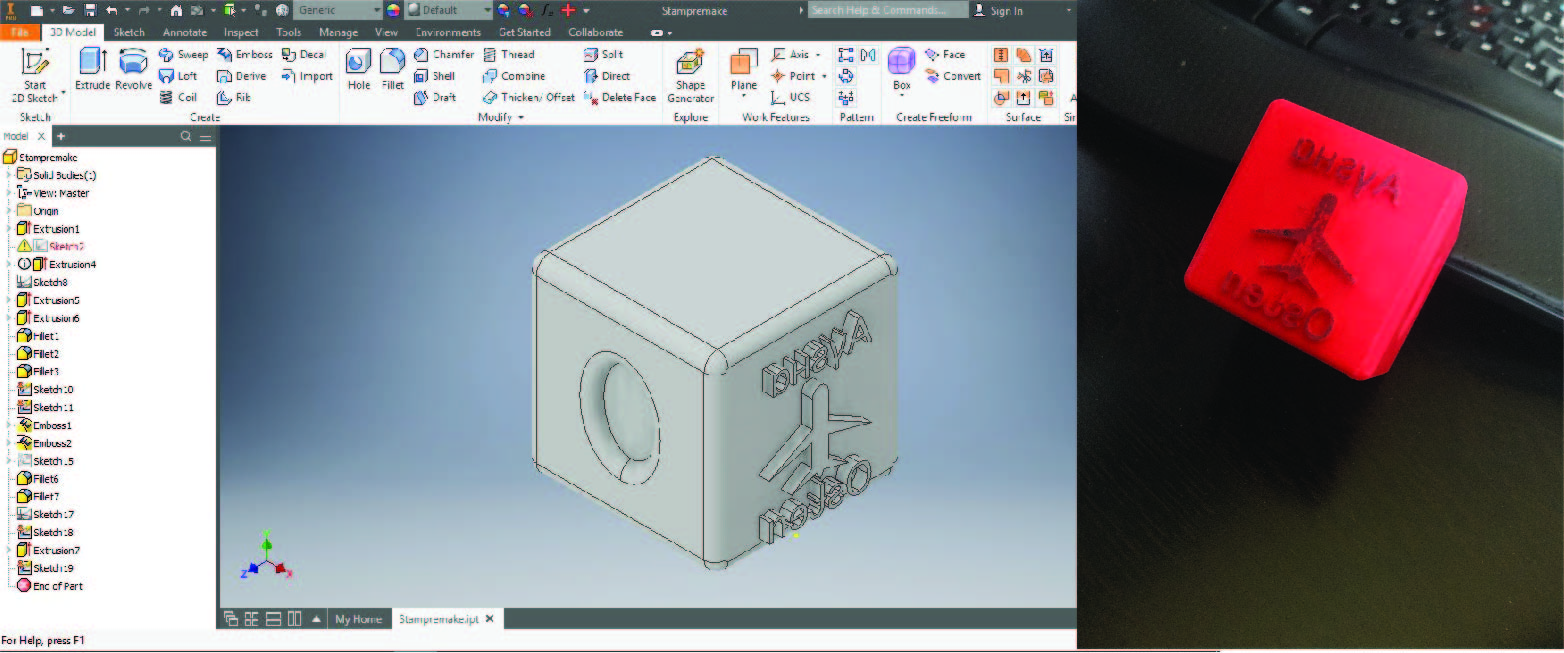 Generic
Default
Stampremake
Search Help & Commands...
Sign In
PRO
File
3D Model
Sketch
Annotate
Inspect
Tools
Manage
View
Environments
Get Started
Collaborate
Start
2D Sketch
Sketch
Extrude
Revolve
Sweep
Emboss
Decal
Loft
Derive
Import
Coil
Rib
Create
Hole
Fillet
Chamfer
Thread
Split
Shell
Combine
Direct
Draft
Thicken/ Offset
Delete Face
Modify
Shape
Generator
Explore
Plane
Axis
Point
UCS
Work Features
Pattern
Box
Face
Convert
Create Freeform
Surface
Model
Stampremake
Solid Bodies(1)
View: Master
Origin
Extrusion1
Sketch2
Extrusion4
Sketch8
Extrusion5
Extrusion6
Fillet1
Fillet2
Fillet3
Sketch10
Sketch11
Emboss1
Emboss2
Sketch15
Fillet6
Fillet7
Sketch17
Sketch18
Extrusion7
Sketch19
End of Part
Y
Z
X
My Home
Stampremake.ipt
For Help, press F1